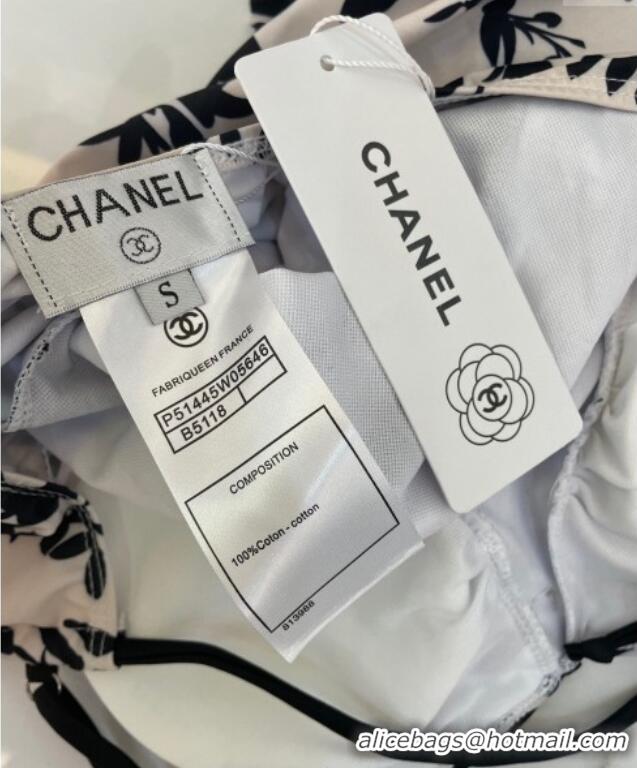 CHANEL
S
FABRIQUEEN FRANCE
P51445W05646
B5118
COMPOSITION
100%Coton - cotton
813988
CHANEL
alicebags@hotmail.com